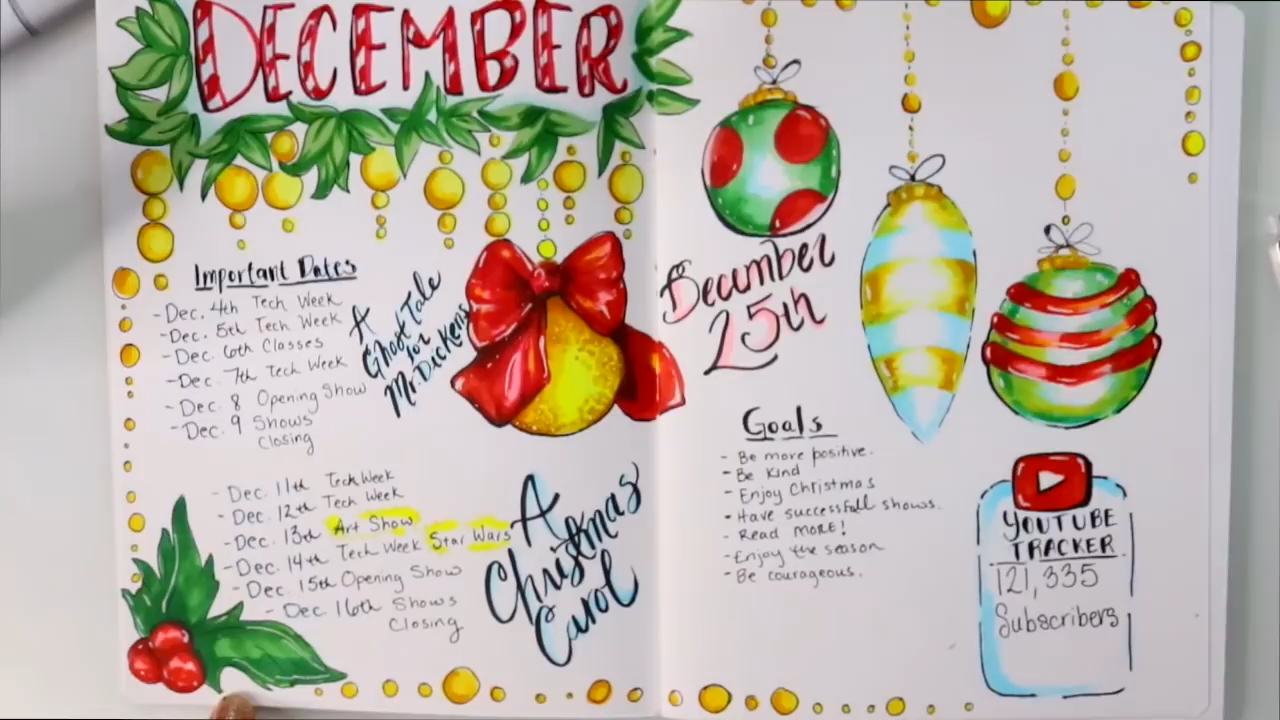 DECEMBER
Important Dates
- Dec. 4th Tech Week
- Dec. 5th Tech Week
- Dec. 6th Classes
- Dec. 7th Tech Week
- Dec. 8 Opening Show
- Dec. 9 Shows
Closing
A
Ghost Tale
for
Mr. Dickens
- Dec. 11th Tech Week
- Dec. 12th Tech Week
- Dec. 13th Art Show
- Dec. 14th Tech Week Star Wars
- Dec. 15th Opening Show
- Dec. 16th Shows
Closing
A
Christmas
Carol
December
25th
Goals
- Be more positive.
- Be Kind
- Enjoy Christmas
- Have successfull shows.
- Read MORE!
- Enjoy the season
- Be courageous.
YOUTUBE
TRACKER
121,335
Subscribers